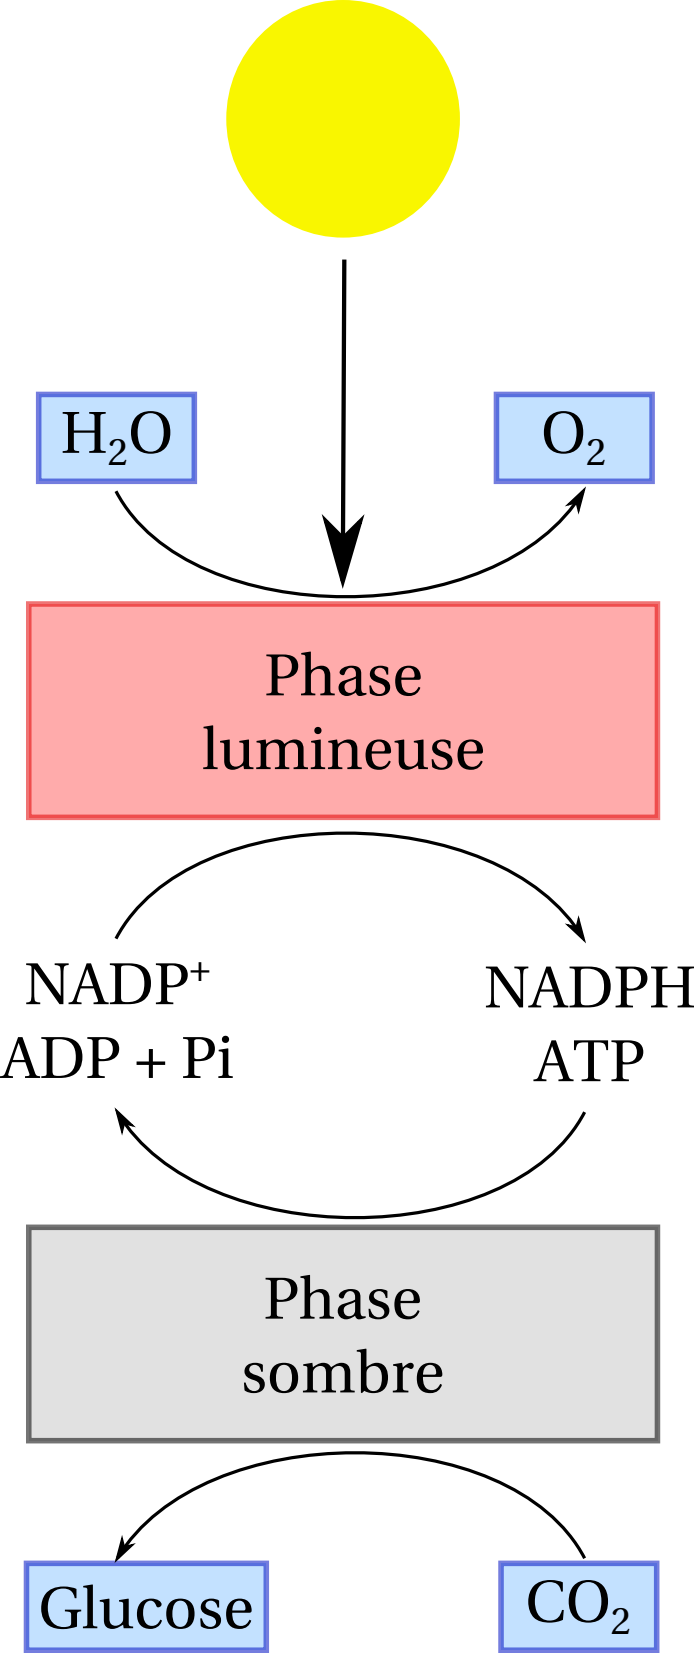 H₂O
O₂
Phase
lumineuse
NADP⁺
ADP + Pi
NADPH
ATP
Phase
sombre
Glucose
CO₂